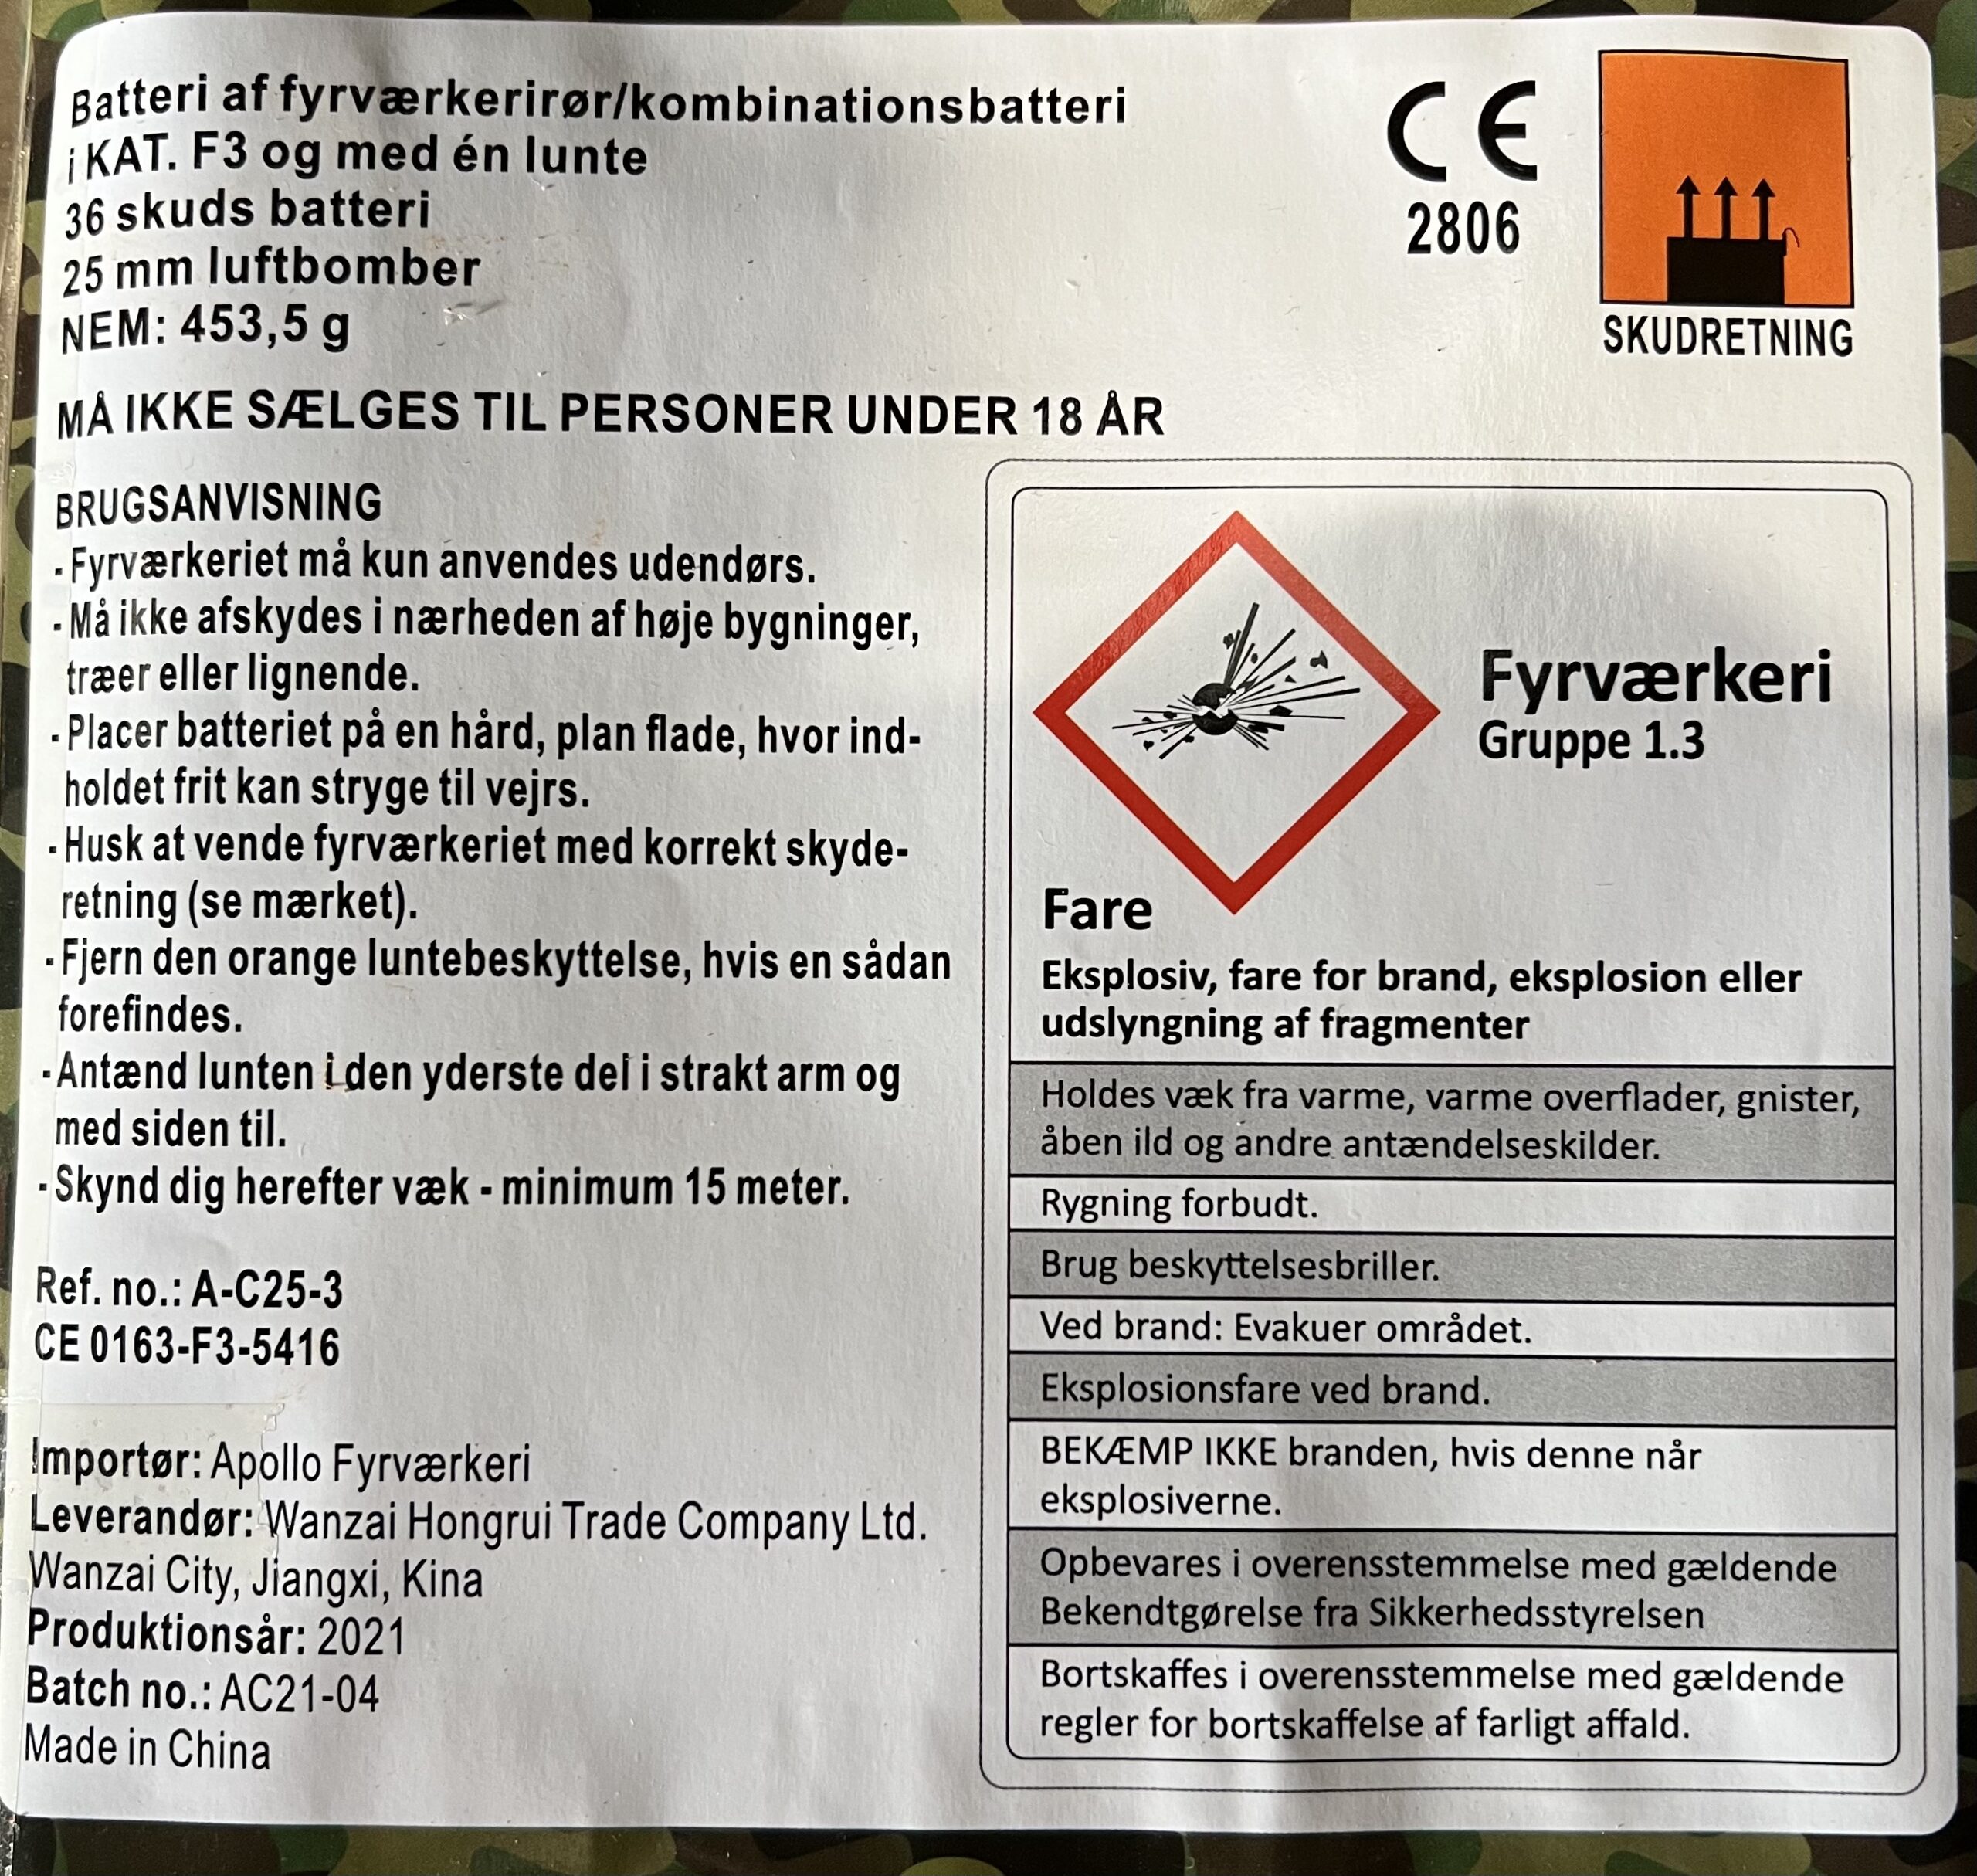 Batteri af fyrværkerirør/kombinationsbatteri
i KAT. F3 og med én lunte
36 skuds batteri
25 mm luftbomber
NEM: 453,5 g
CE
2806
SKUDRETNING
MÅ IKKE SÆLGES TIL PERSONER UNDER 18 ÅR
BRUGSANVISNING
- Fyrværkeriet må kun anvendes udendørs.
- Må ikke afskydes i nærheden af høje bygninger,
træer eller lignende.
- Placer batteriet på en hård, plan flade, hvor ind-
holdet frit kan stryge til vejrs.
- Husk at vende fyrværkeriet med korrekt skyde-
retning (se mærket).
- Fjern den orange luntebeskyttelse, hvis en sådan
forefindes.
- Antænd lunten i den yderste del i strakt arm og
med siden til.
- Skynd dig herefter væk - minimum 15 meter.
Ref. no.: A-C25-3
CE 0163-F3-5416
Importør: Apollo Fyrværkeri
Leverandør: Wanzai Hongrui Trade Company Ltd.
Wanzai City, Jiangxi, Kina
Produktionsår: 2021
Batch no.: AC21-04
Made in China
Fyrværkeri
Gruppe 1.3
Fare
Eksplosiv, fare for brand, eksplosion eller
udslyngning af fragmenter
Holdes væk fra varme, varme overflader, gnister,
åben ild og andre antændelseskilder.
Rygning forbudt.
Brug beskyttelsesbriller.
Ved brand: Evakuer området.
Eksplosionsfare ved brand.
BEKÆMP IKKE branden, hvis denne når
eksplosiverne.
Opbevares i overensstemmelse med gældende
Bekendtgørelse fra Sikkerhedsstyrelsen
Bortskaffes i overensstemmelse med gældende
regler for bortskaffelse af farligt affald.